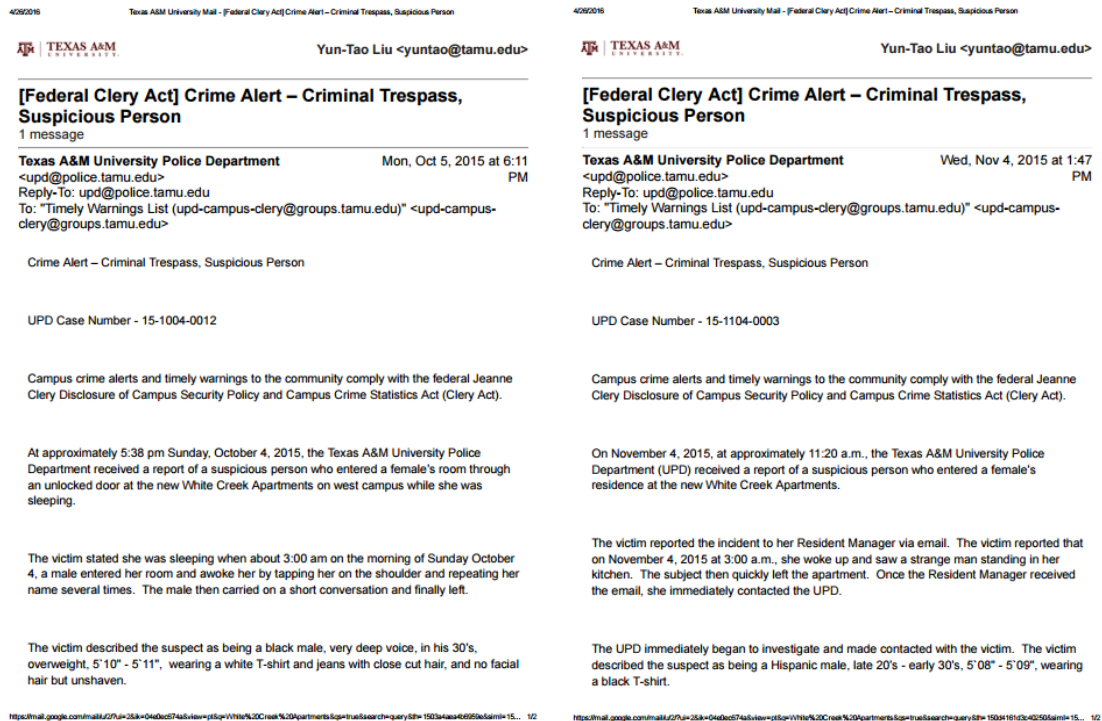 4/26/2016 Texas A&M University Mail - [Federal Clery Act] Crime Alert – Criminal Trespass, Suspicious Person
ATM | TEXAS A&M
UNIVERSITY. Yun-Tao Liu <yuntao@tamu.edu>
[Federal Clery Act] Crime Alert – Criminal Trespass,
Suspicious Person
1 message
Texas A&M University Police Department Mon, Oct 5, 2015 at 6:11
<upd@police.tamu.edu> PM
Reply-To: upd@police.tamu.edu
To: "Timely Warnings List (upd-campus-clery@groups.tamu.edu)" <upd-campus-
clery@groups.tamu.edu>
Crime Alert – Criminal Trespass, Suspicious Person
UPD Case Number - 15-1004-0012
Campus crime alerts and timely warnings to the community comply with the federal Jeanne
Clery Disclosure of Campus Security Policy and Campus Crime Statistics Act (Clery Act).
At approximately 5:38 pm Sunday, October 4, 2015, the Texas A&M University Police
Department received a report of a suspicious person who entered a female's room through
an unlocked door at the new White Creek Apartments on west campus while she was
sleeping.
The victim stated she was sleeping when about 3:00 am on the morning of Sunday October
4, a male entered her room and awoke her by tapping her on the shoulder and repeating her
name several times.  The male then carried on a short conversation and finally left.
The victim described the suspect as being a black male, very deep voice, in his 30's,
overweight, 5`10" - 5`11",  wearing a white T-shirt and jeans with close cut hair, and no facial
hair but unshaven.
1/2
4/26/2016 Texas A&M University Mail - [Federal Clery Act] Crime Alert – Criminal Trespass, Suspicious Person
ATM | TEXAS A&M
UNIVERSITY. Yun-Tao Liu <yuntao@tamu.edu>
[Federal Clery Act] Crime Alert – Criminal Trespass,
Suspicious Person
1 message
Texas A&M University Police Department Wed, Nov 4, 2015 at 1:47
<upd@police.tamu.edu> PM
Reply-To: upd@police.tamu.edu
To: "Timely Warnings List (upd-campus-clery@groups.tamu.edu)" <upd-campus-
clery@groups.tamu.edu>
Crime Alert – Criminal Trespass, Suspicious Person
UPD Case Number - 15-1104-0003
Campus crime alerts and timely warnings to the community comply with the federal Jeanne
Clery Disclosure of Campus Security Policy and Campus Crime Statistics Act (Clery Act).
On November 4, 2015, at approximately 11:20 a.m., the Texas A&M University Police
Department (UPD) received a report of a suspicious person who entered a female's
residence at the new White Creek Apartments.
The victim reported the incident to her Resident Manager via email.  The victim reported that
on November 4, 2015 at 3:00 a.m., she woke up and saw a strange man standing in her
kitchen.  The subject then quickly left the apartment.  Once the Resident Manager received
the email, she immediately contacted the UPD.
The UPD immediately began to investigate and made contacted with the victim.  The victim
described the suspect as being a Hispanic male, late 20's - early 30's, 5`08" - 5`09", wearing
a black T-shirt.
1/2